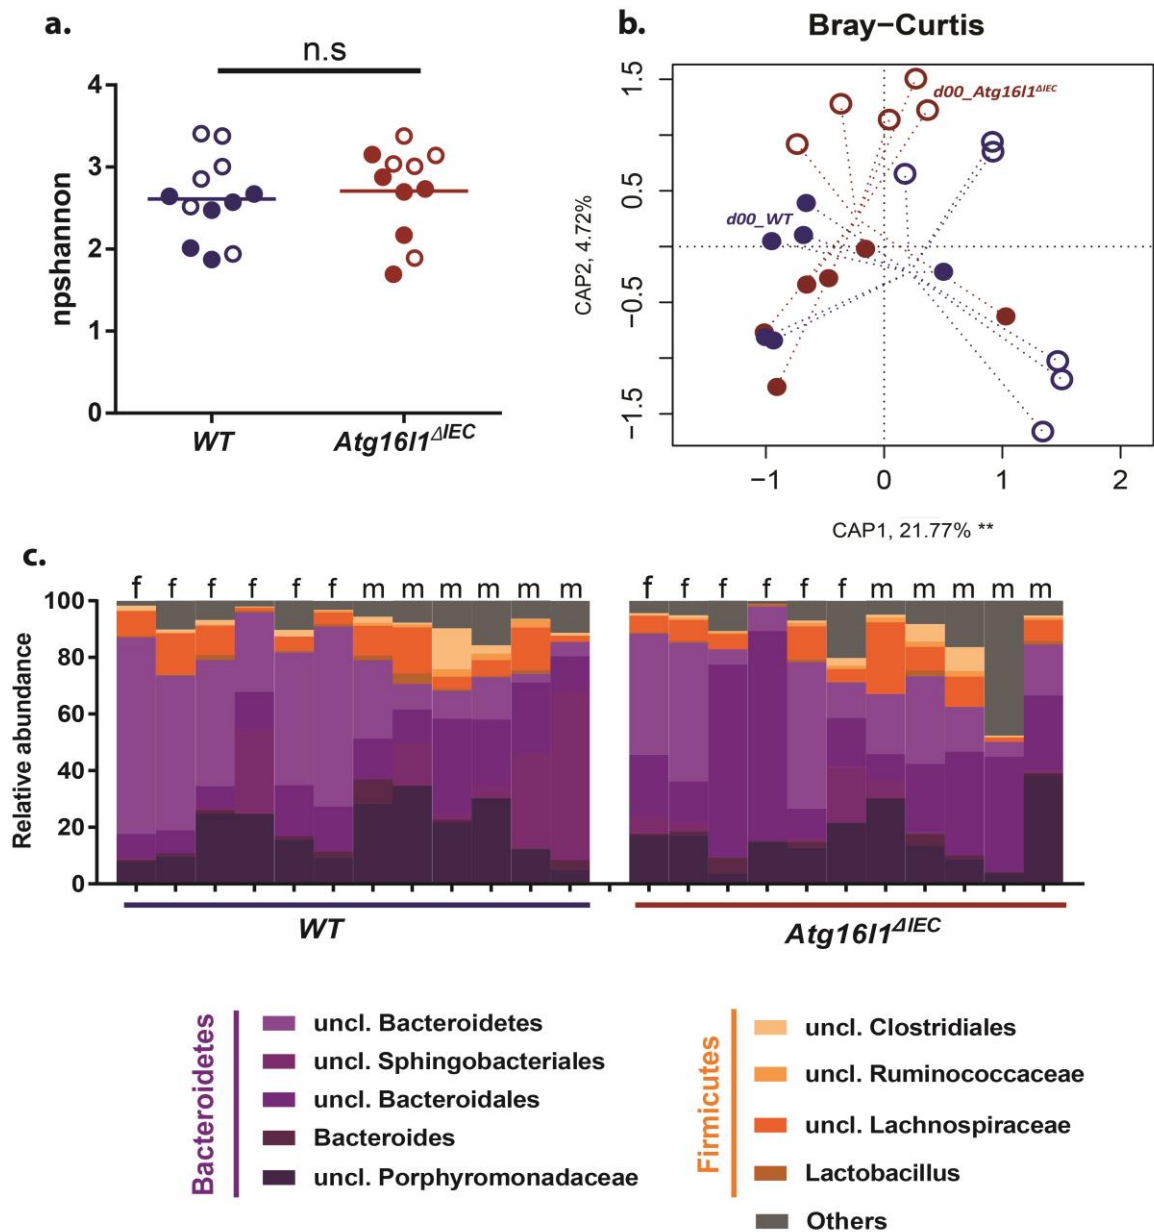 a.
n.s
4
3
2
1
0
npshannon
WT
Atg16l1ΔIEC
b.
Bray−Curtis
d00_Atg16l1ΔIEC
d00_WT
1.5
0.5
−0.5
−1.5
CAP2, 4.72%
−1 0 1 2
CAP1, 21.77% **
c.
f f f f f f m m m m m m
f f f f f f m m m m m
100
80
60
40
20
0
Relative abundance
WT
Atg16l1ΔIEC
Bacteroidetes
uncl. Bacteroidetes
uncl. Sphingobacteriales
uncl. Bacteroidales
Bacteroides
uncl. Porphyromonadaceae
Firmicutes
uncl. Clostridiales
uncl. Ruminococcaceae
uncl. Lachnospiraceae
Lactobacillus
Others